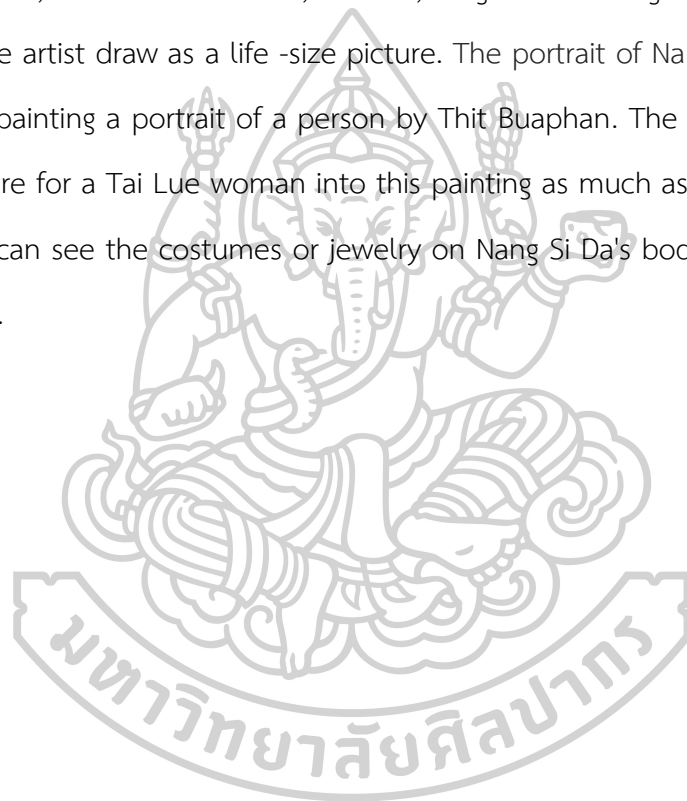 e artist draw as a life -size picture. The portrait of Na
painting a portrait of a person by Thit Buaphan. The
re for a Tai Lue woman into this painting as much as
can see the costumes or jewelry on Nang Si Da's bod
.
มหาวิทยาลัยศิลปากร